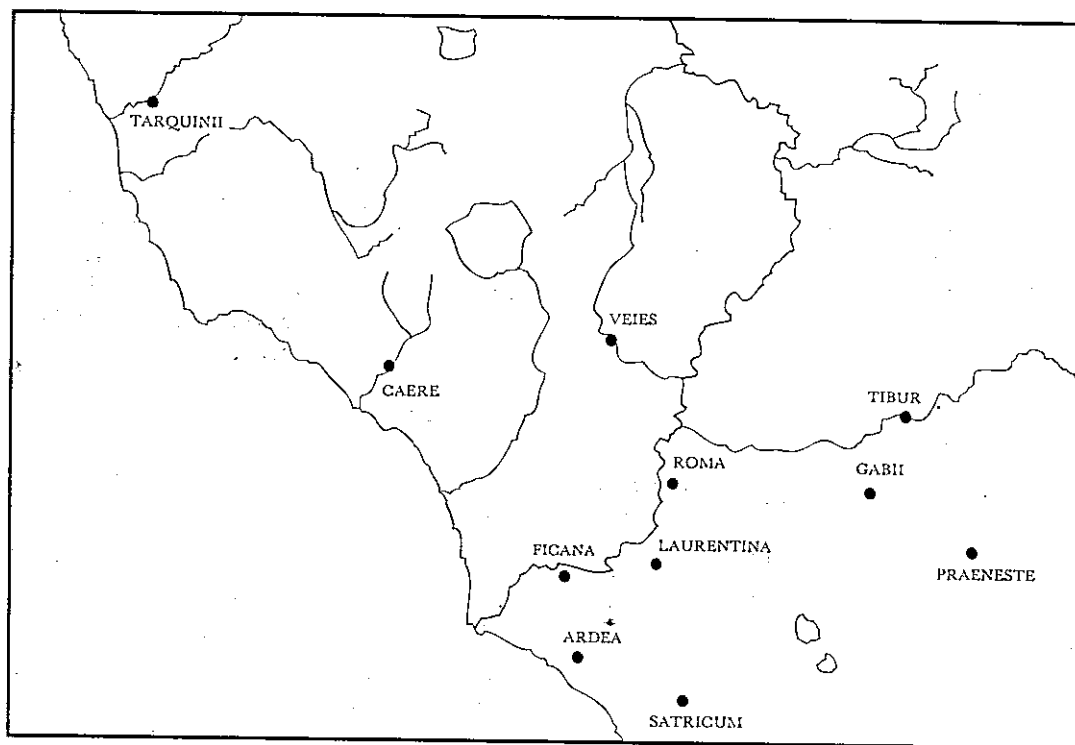 TARQUINII
VEIES
CAERE
TIBUR
ROMA
GABII
FICANA
LAURENTINA
PRAENESTE
ARDEA
SATRICUM